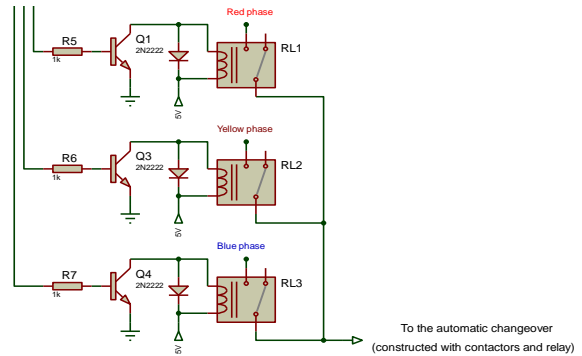 Red phase
R5
1k
Q1
2N2222
RL1
5V
Yellow phase
R6
1k
Q3
2N2222
RL2
5V
Blue phase
R7
1k
Q4
2N2222
RL3
5V
To the automatic changeover
(constructed with contactors and relay)